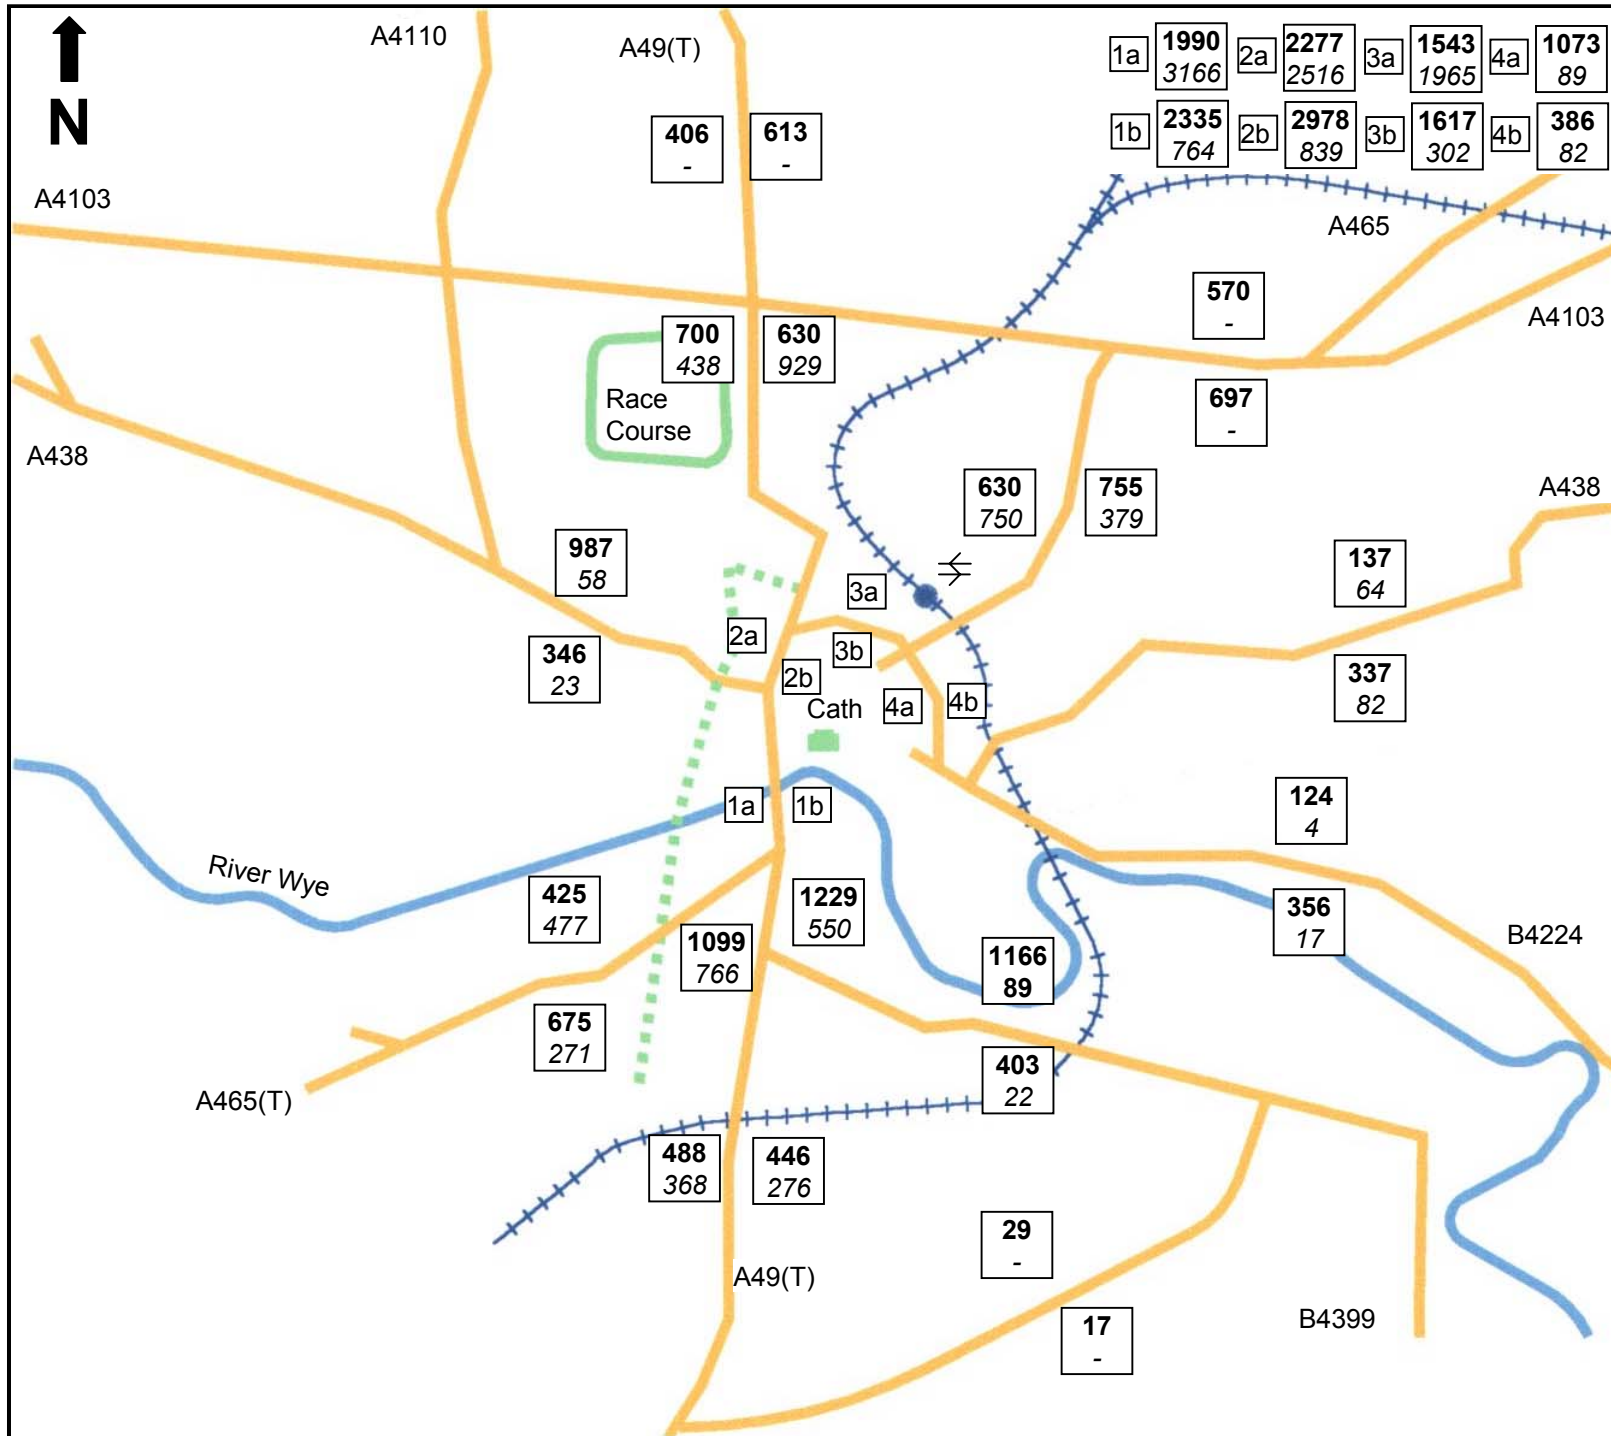 A4110
A49(T)
1a
1990
3166
2a
2277
2516
3a
1543
1965
4a
1073
89
N
1b
2335
764
2b
2978
839
3b
1617
302
4b
386
82
406
-
613
-
A4103
A465
570
-
A4103
700
438
630
929
Race
Course
697
-
A438
630
750
755
379
A438
987
58
137
64
3a
2a
3b
346
23
2b
337
82
4a
4b
Cath
1a
1b
124
4
River Wye
425
477
1229
550
356
17
1099
766
1166
89
B4224
675
271
403
22
A465(T)
488
368
446
276
29
-
A49(T)
17
-
B4399